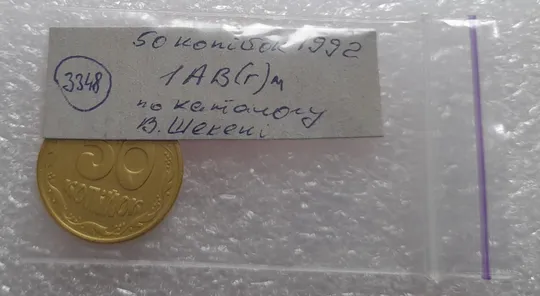 50 копійок 1992
3348
1АВ(г)м
по каталогу
В. Шекені
50
КОПІЙОК